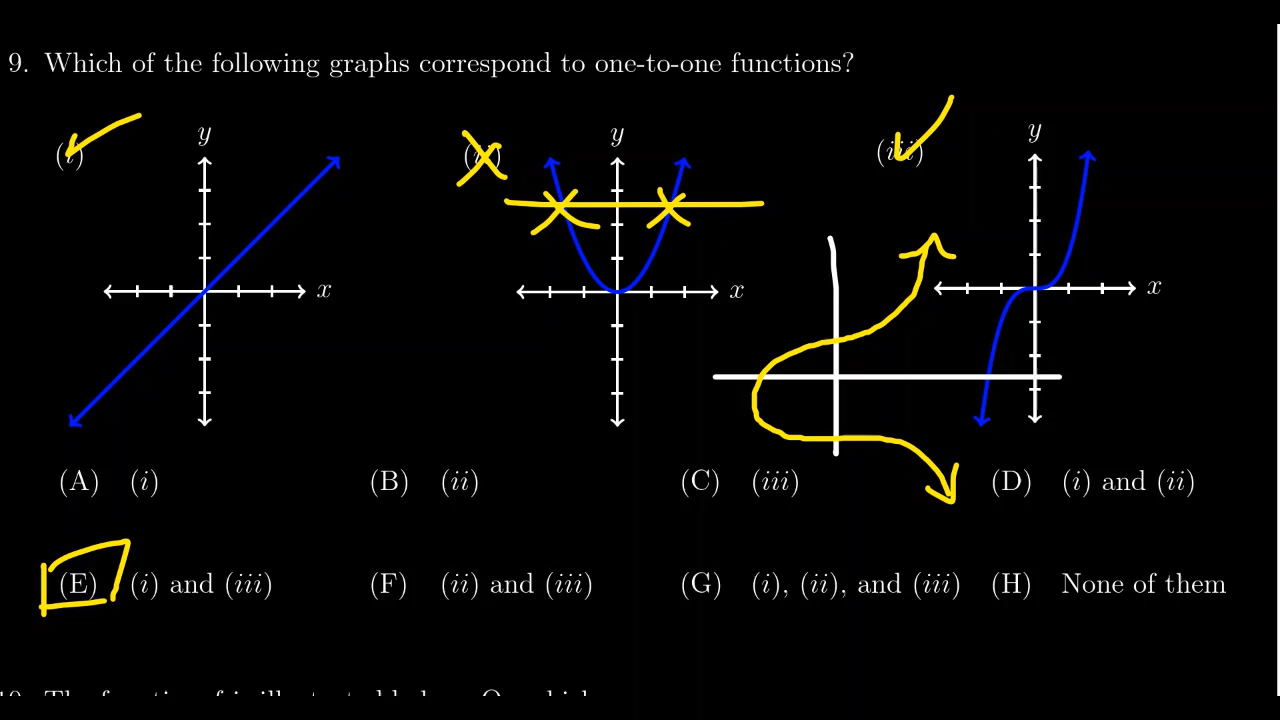 9. Which of the following graphs correspond to one-to-one functions?
(i)
y
x
(ii)
y
x
(iii)
y
x
(A) (i)
(B) (ii)
(C) (iii)
(D) (i) and (ii)
(E) (i) and (iii)
(F) (ii) and (iii)
(G) (i), (ii), and (iii)
(H) None of them